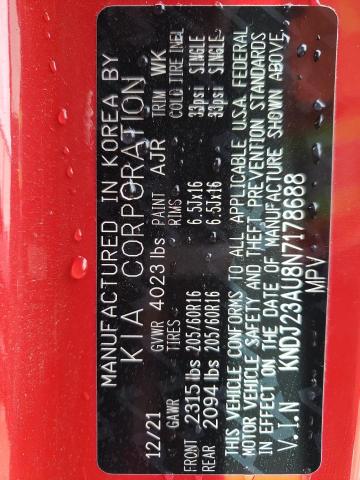 MANUFACTURED IN KOREA BY
KIA CORPORATION
12/21 GVWR 4023 lbs PAINT AJR TRIM WK
GAWR TIRES RIMS COLD TIRE INFL
FRONT 2315 lbs 205/60R16 6.5Jx16 33psi SINGLE
REAR 2094 lbs 205/60R16 6.5Jx16 33psi SINGLE
THIS VEHICLE CONFORMS TO ALL APPLICABLE U.S.A. FEDERAL
MOTOR VEHICLE SAFETY AND THEFT PREVENTION STANDARDS
IN EFFECT ON THE DATE OF MANUFACTURE SHOWN ABOVE.
V.I.N KNDJ23AU8N7178688
MPV